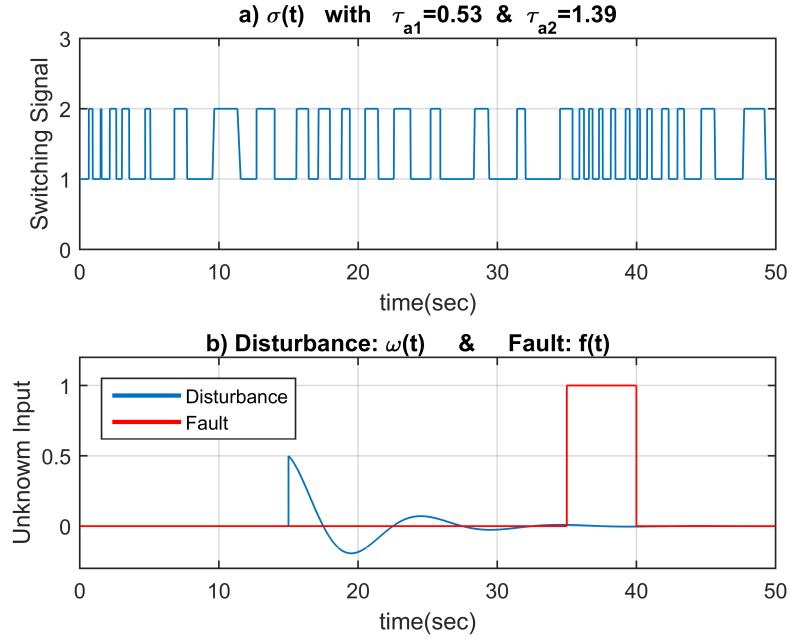 a) σ(t) with τa1=0.53 & τa2=1.39
Switching Signal
3
2
1
0
0 10 20 30 40 50
time(sec)
b) Disturbance: ω(t) & Fault: f(t)
Unknowm Input
1
0.5
0
Disturbance
Fault
0 10 20 30 40 50
time(sec)